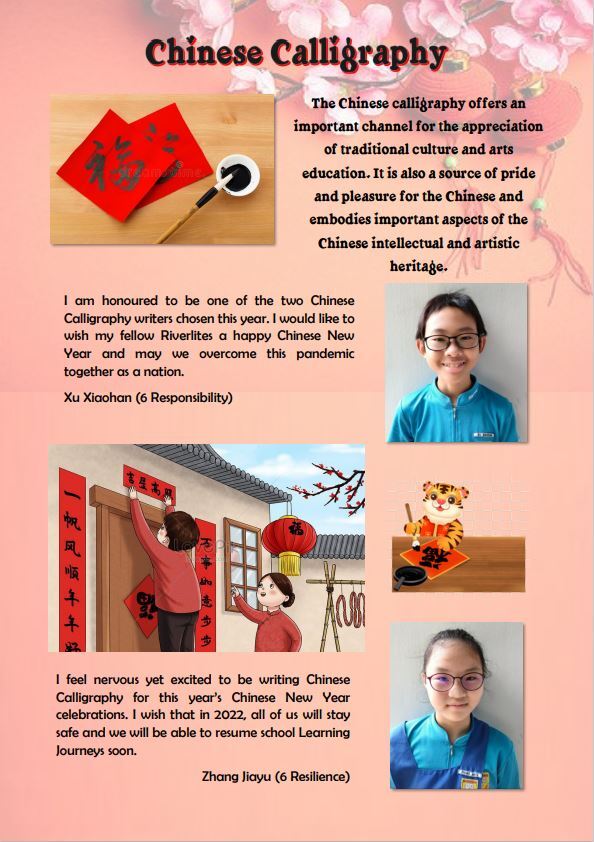 Chinese Calligraphy
The Chinese calligraphy offers an
important channel for the appreciation
of traditional culture and arts
education. It is also a source of pride
and pleasure for the Chinese and
embodies important aspects of the
Chinese intellectual and artistic
heritage.
福
I am honoured to be one of the two Chinese
Calligraphy writers chosen this year. I would like to
wish my fellow Riverlites a happy Chinese New
Year and may we overcome this pandemic
together as a nation.
Xu Xiaohan (6 Responsibility)
吉星高照
一帆风顺年年
万事如意步步
福
福
福
I feel nervous yet excited to be writing Chinese
Calligraphy for this year's Chinese New Year
celebrations. I wish that in 2022, all of us will stay
safe and we will be able to resume school Learning
Journeys soon.
Zhang Jiayu (6 Resilience)